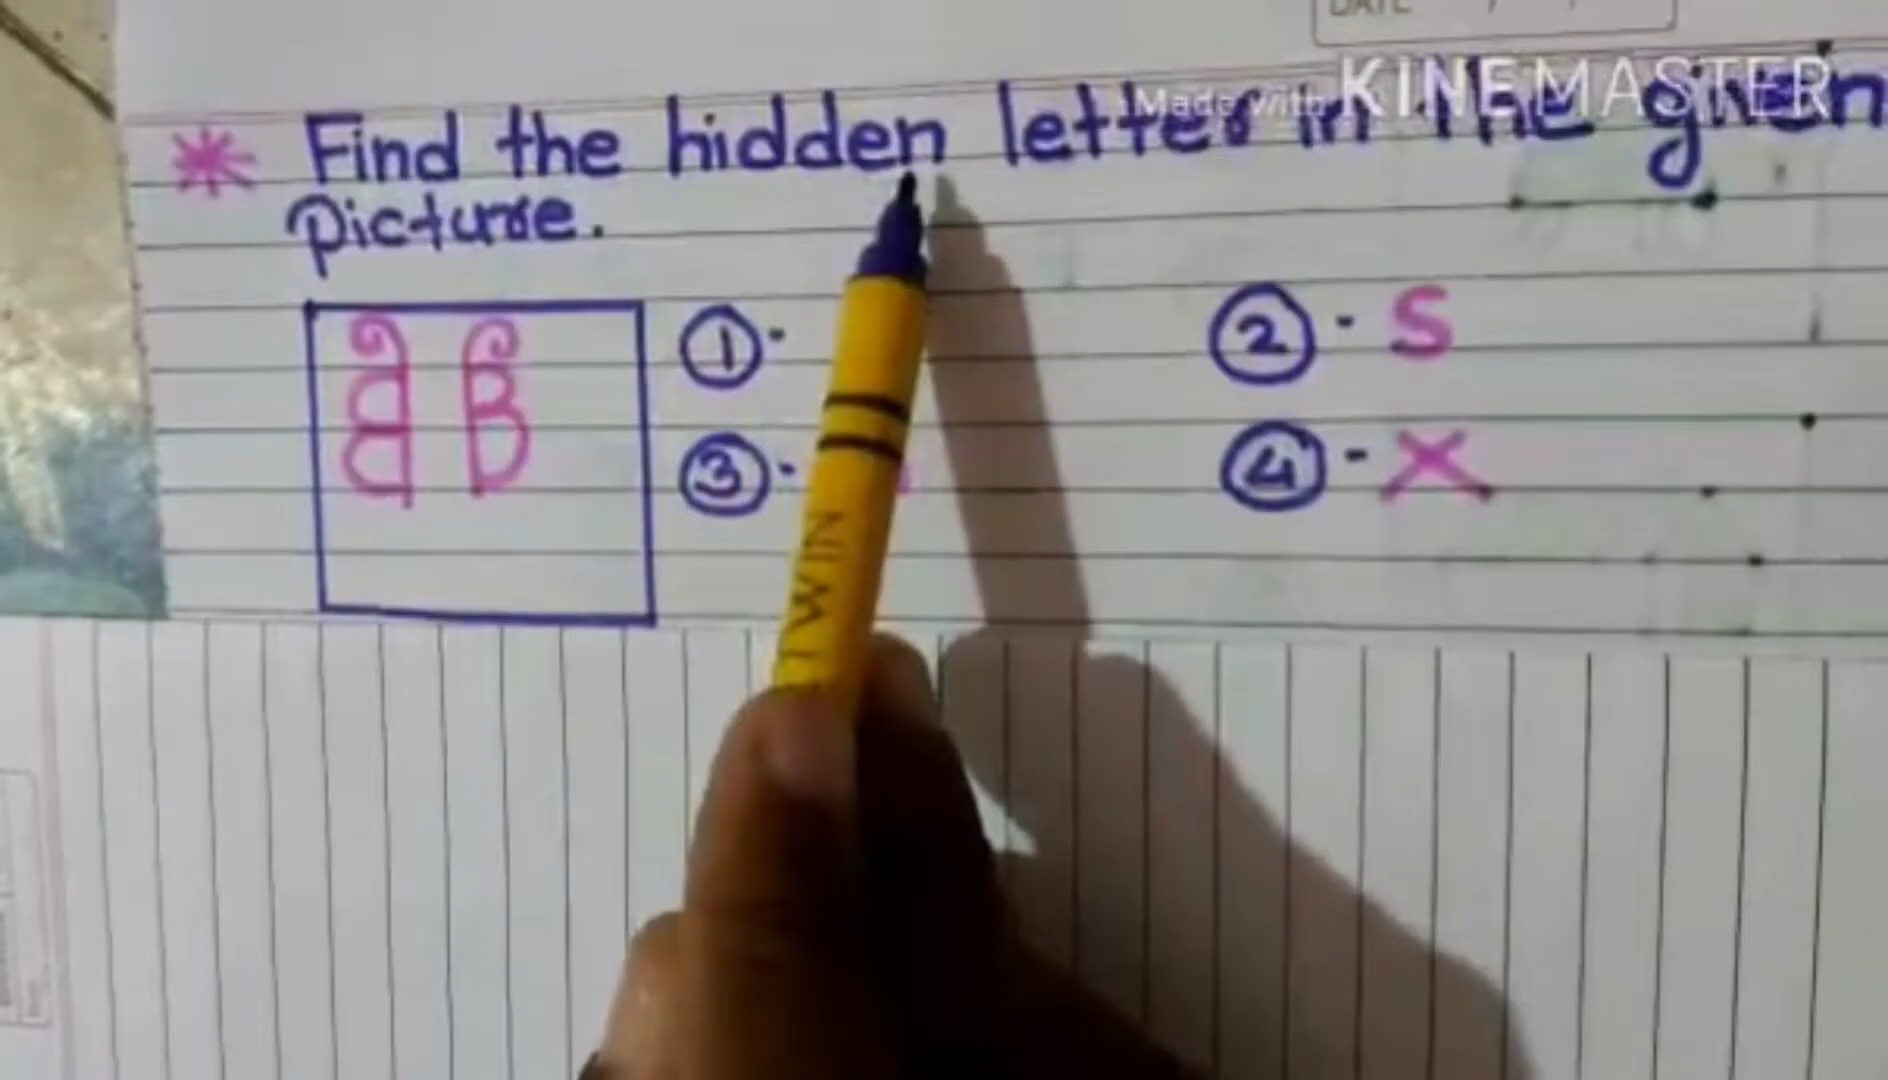 DATE
Made with KINEMASTER
* Find the hidden letter in the given
picture.
B B
1 - 2 - S
3 - 4 - X
TWIN